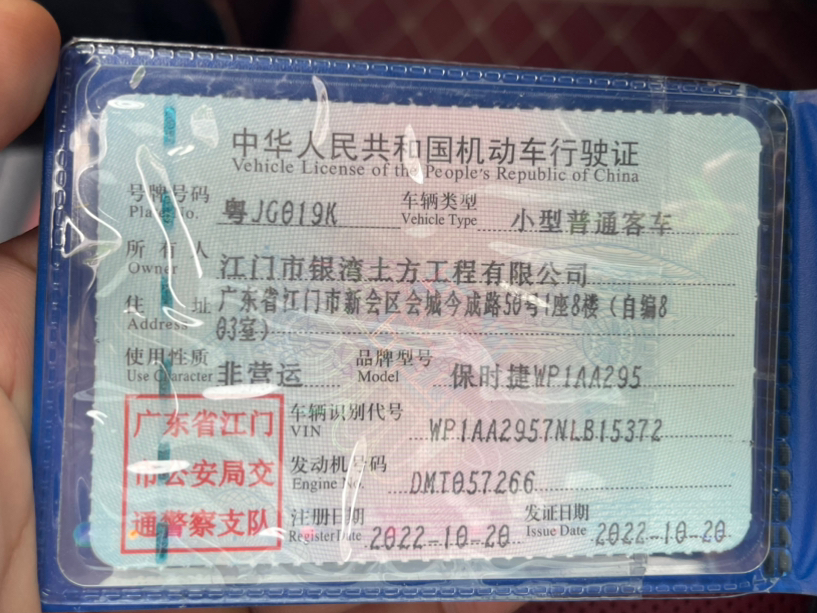 中华人民共和国机动车行驶证
Vehicle License of the People's Republic of China
号牌号码 粤JG019K 车辆类型 小型普通客车
Plate No. Vehicle Type
所有人 江门市银湾土方工程有限公司
Owner
住址 广东省江门市新会区会城今成路50号1座8楼（自编8
Address 03室）
使用性质 非营运 品牌型号 保时捷WP1AA295
Use Character Model
广东省江门 车辆识别代号 WP1AA2957NLB15372
VIN
市公安局交 发动机号码 DMT057266
Engine No.
通警察支队 注册日期 2022-10-20 发证日期 2022-10-20
Register Date Issue Date